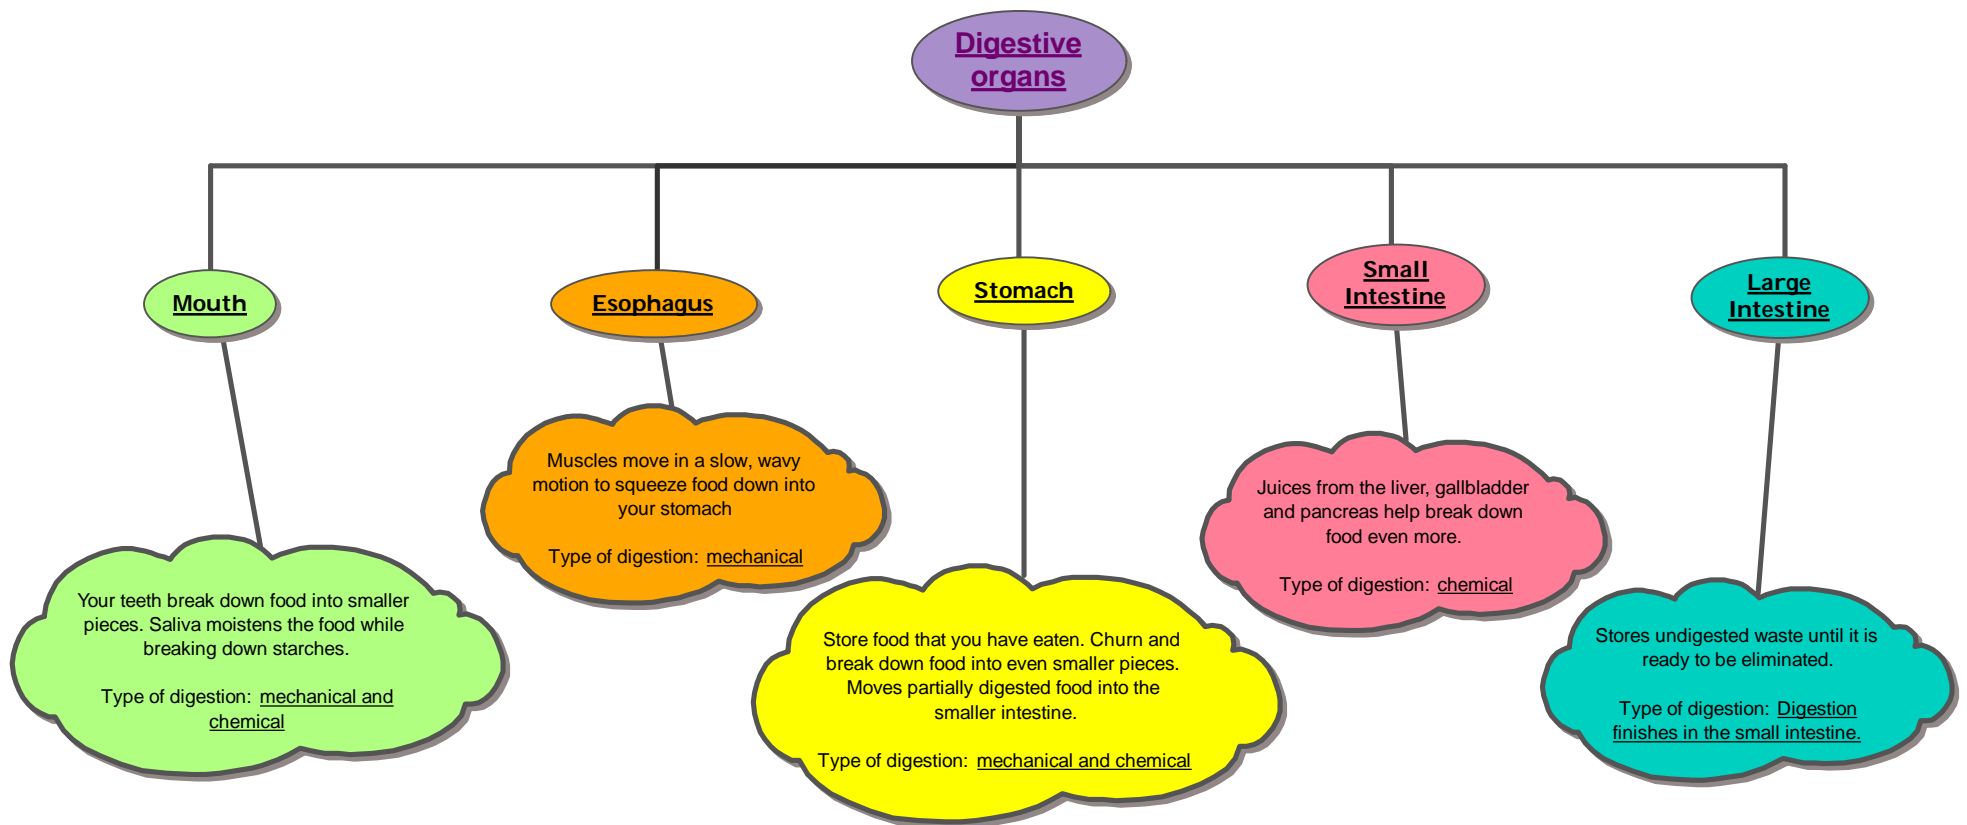 Digestive
organs
Mouth
Esophagus
Stomach
Small
Intestine
Large
Intestine
Your teeth break down food into smaller
pieces. Saliva moistens the food while
breaking down starches.
Type of digestion: mechanical and
chemical
Muscles move in a slow, wavy
motion to squeeze food down into
your stomach
Type of digestion: mechanical
Store food that you have eaten. Churn and
break down food into even smaller pieces.
Moves partially digested food into the
smaller intestine.
Type of digestion: mechanical and chemical
Juices from the liver, gallbladder
and pancreas help break down
food even more.
Type of digestion: chemical
Stores undigested waste until it is
ready to be eliminated.
Type of digestion: Digestion
finishes in the small intestine.